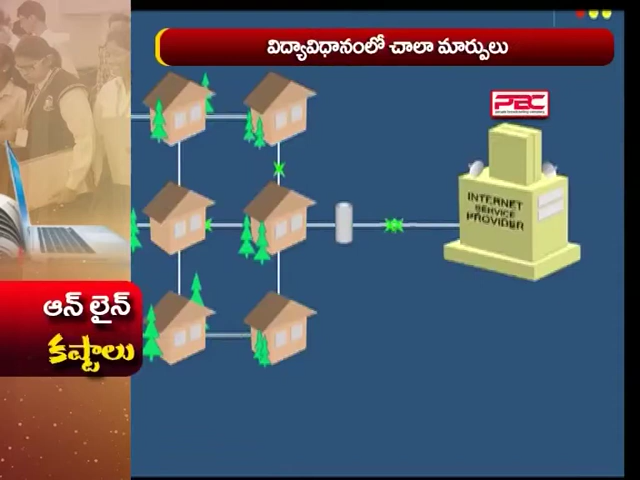 విద్యావిధానంలో చాలా మార్పులు
PBC
INTERNET
SERVICE
PROVIDER
ఆన్ లైన్
కష్టాలు